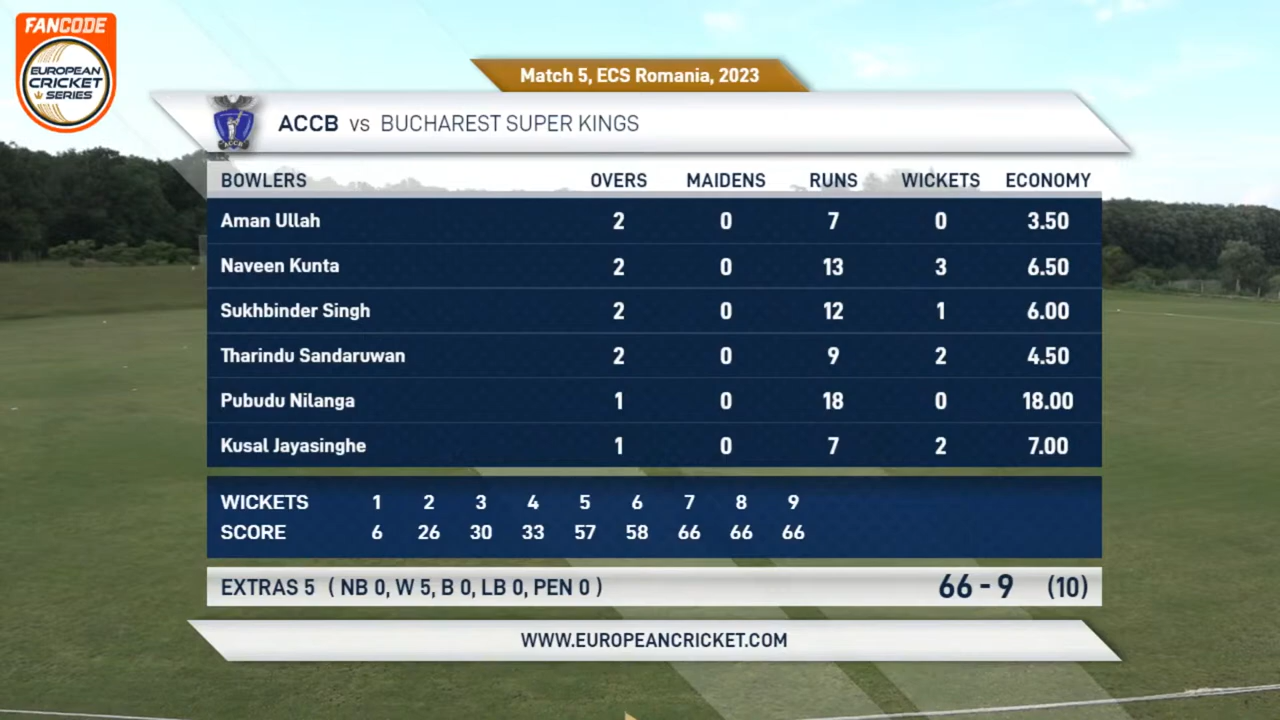 FANCODE
EUROPEAN
CRICKET
SERIES
Match 5, ECS Romania, 2023
ACCB vs BUCHAREST SUPER KINGS
ACCB
BOWLERS OVERS MAIDENS RUNS WICKETS ECONOMY
Aman Ullah 2 0 7 0 3.50
Naveen Kunta 2 0 13 3 6.50
Sukhbinder Singh 2 0 12 1 6.00
Tharindu Sandaruwan 2 0 9 2 4.50
Pubudu Nilanga 1 0 18 0 18.00
Kusal Jayasinghe 1 0 7 2 7.00
WICKETS 1 2 3 4 5 6 7 8 9
SCORE 6 26 30 33 57 58 66 66 66
EXTRAS 5 ( NB 0, W 5, B 0, LB 0, PEN 0 ) 66 - 9 (10)
WWW.EUROPEANCRICKET.COM